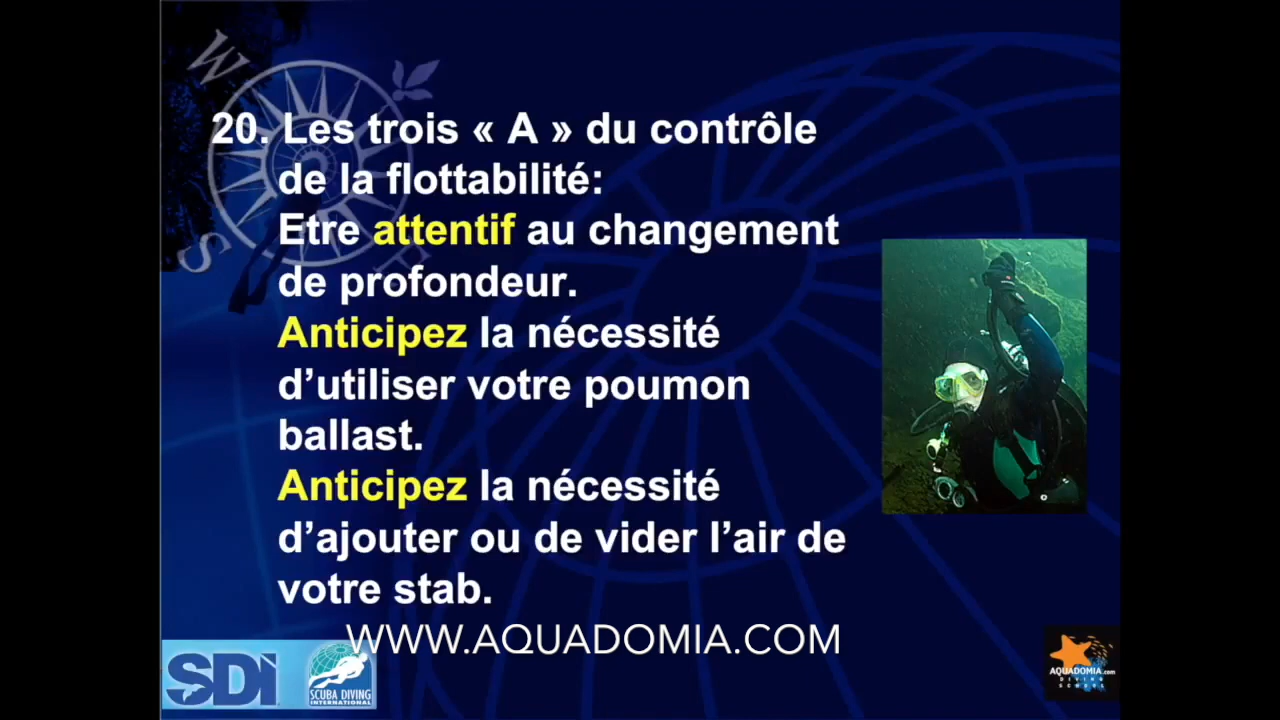 W
S
20. Les trois « A » du contrôle
de la flottabilité:
Etre attentif au changement
de profondeur.
Anticipez la nécessité
d’utiliser votre poumon
ballast.
Anticipez la nécessité
d’ajouter ou de vider l’air de
votre stab.
WWW.AQUADOMIA.COM
SDI
SCUBA DIVING
INTERNATIONAL
AQUADOMIA.com
DIVING
SCHOOL